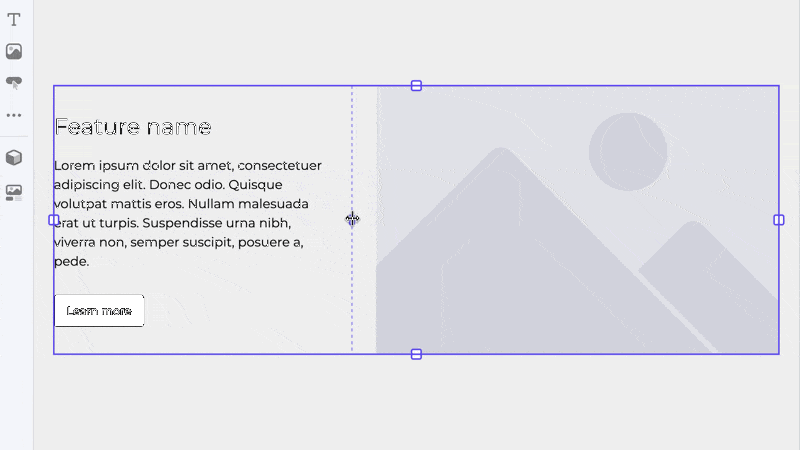 T
Feature name
Lorem ipsum dolor sit amet, consectetuer
adipiscing elit. Donec odio. Quisque
volutpat mattis eros. Nullam malesuada
erat ut turpis. Suspendisse urna nibh,
viverra non, semper suscipit, posuere a,
pede.
Learn more